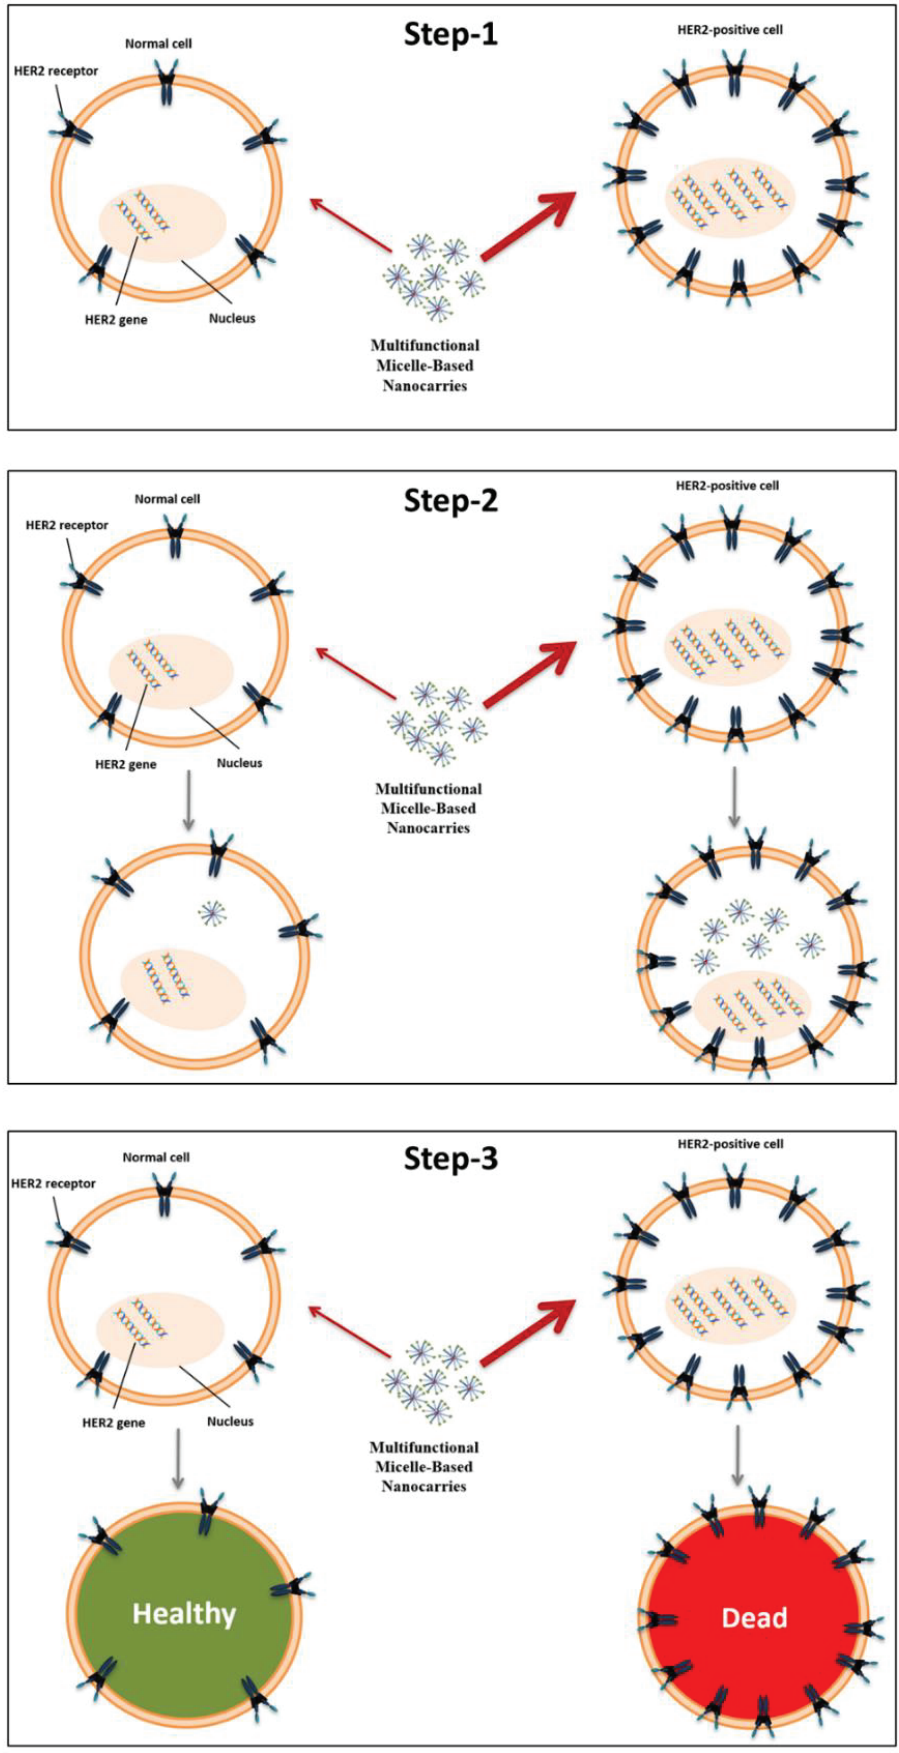 Step-1
Normal cell
HER2-positive cell
HER2 receptor
HER2 gene
Nucleus
Multifunctional
Micelle-Based
Nanocarries
Step-2
Normal cell
HER2-positive cell
HER2 receptor
HER2 gene
Nucleus
Multifunctional
Micelle-Based
Nanocarries
Step-3
Normal cell
HER2-positive cell
HER2 receptor
HER2 gene
Nucleus
Multifunctional
Micelle-Based
Nanocarries
Healthy
Dead